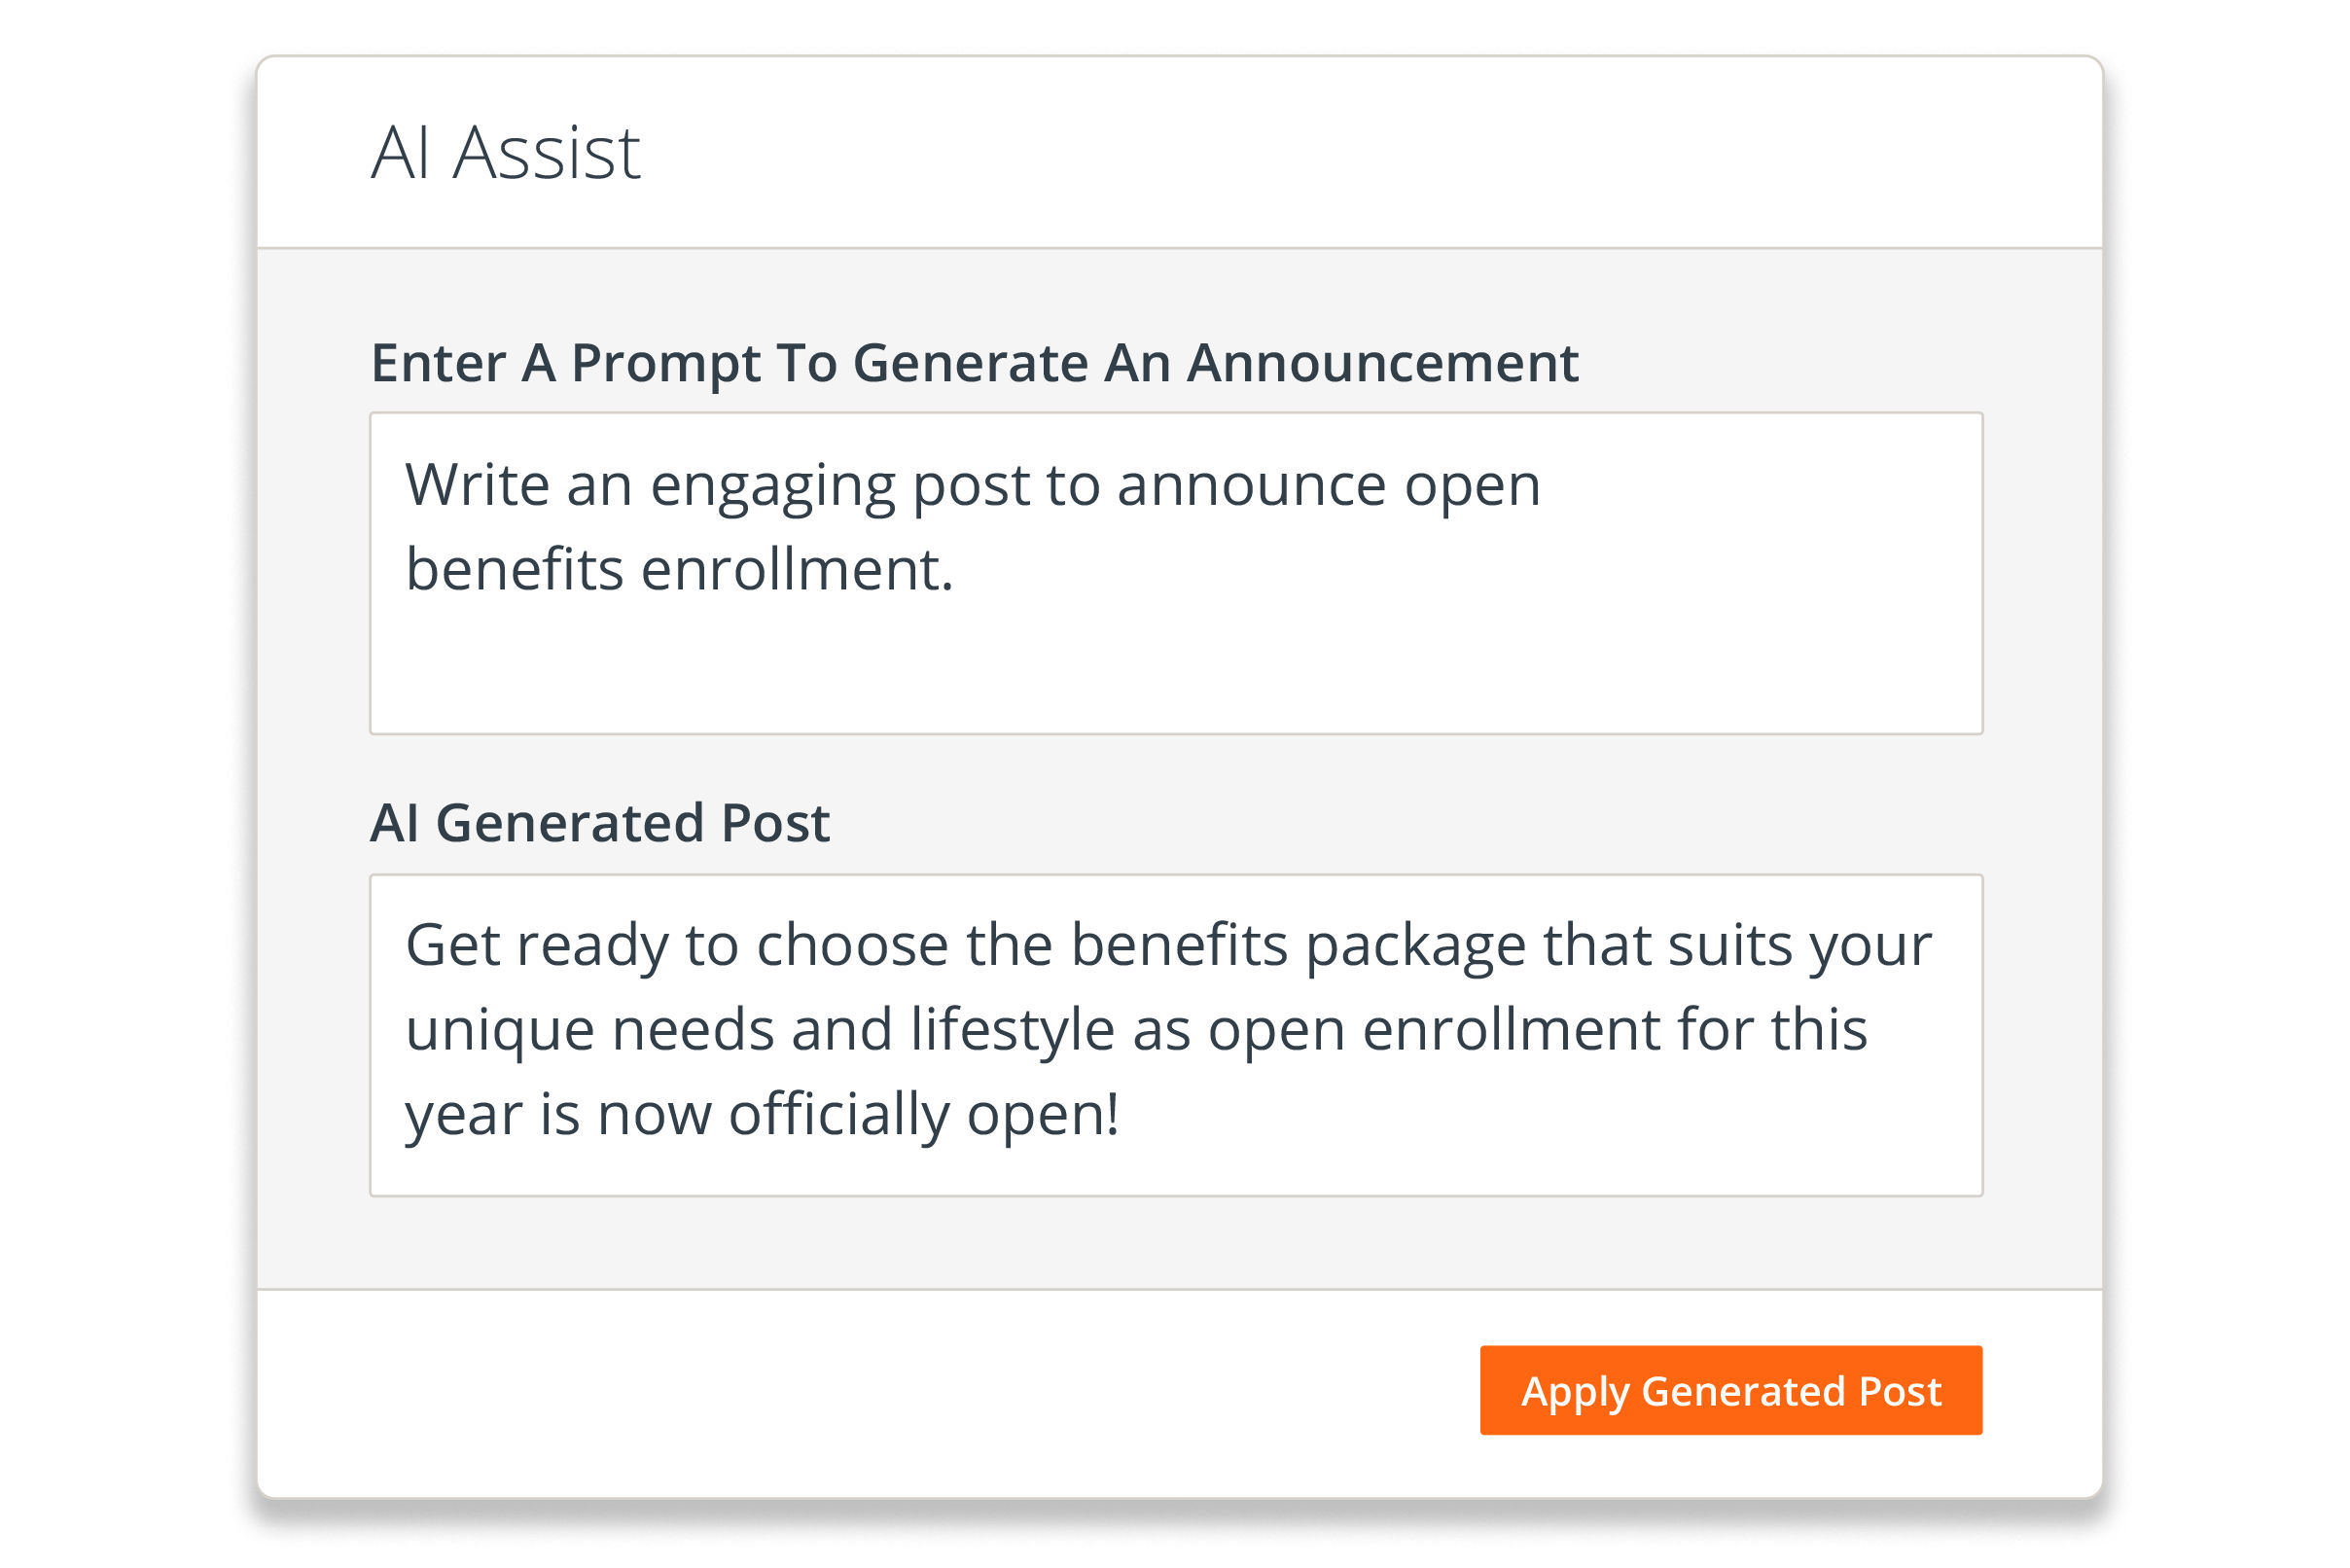 AI Assist
Enter A Prompt To Generate An Announcement
Write an engaging post to announce open
benefits enrollment.
AI Generated Post
Get ready to choose the benefits package that suits your
unique needs and lifestyle as open enrollment for this
year is now officially open!
Apply Generated Post